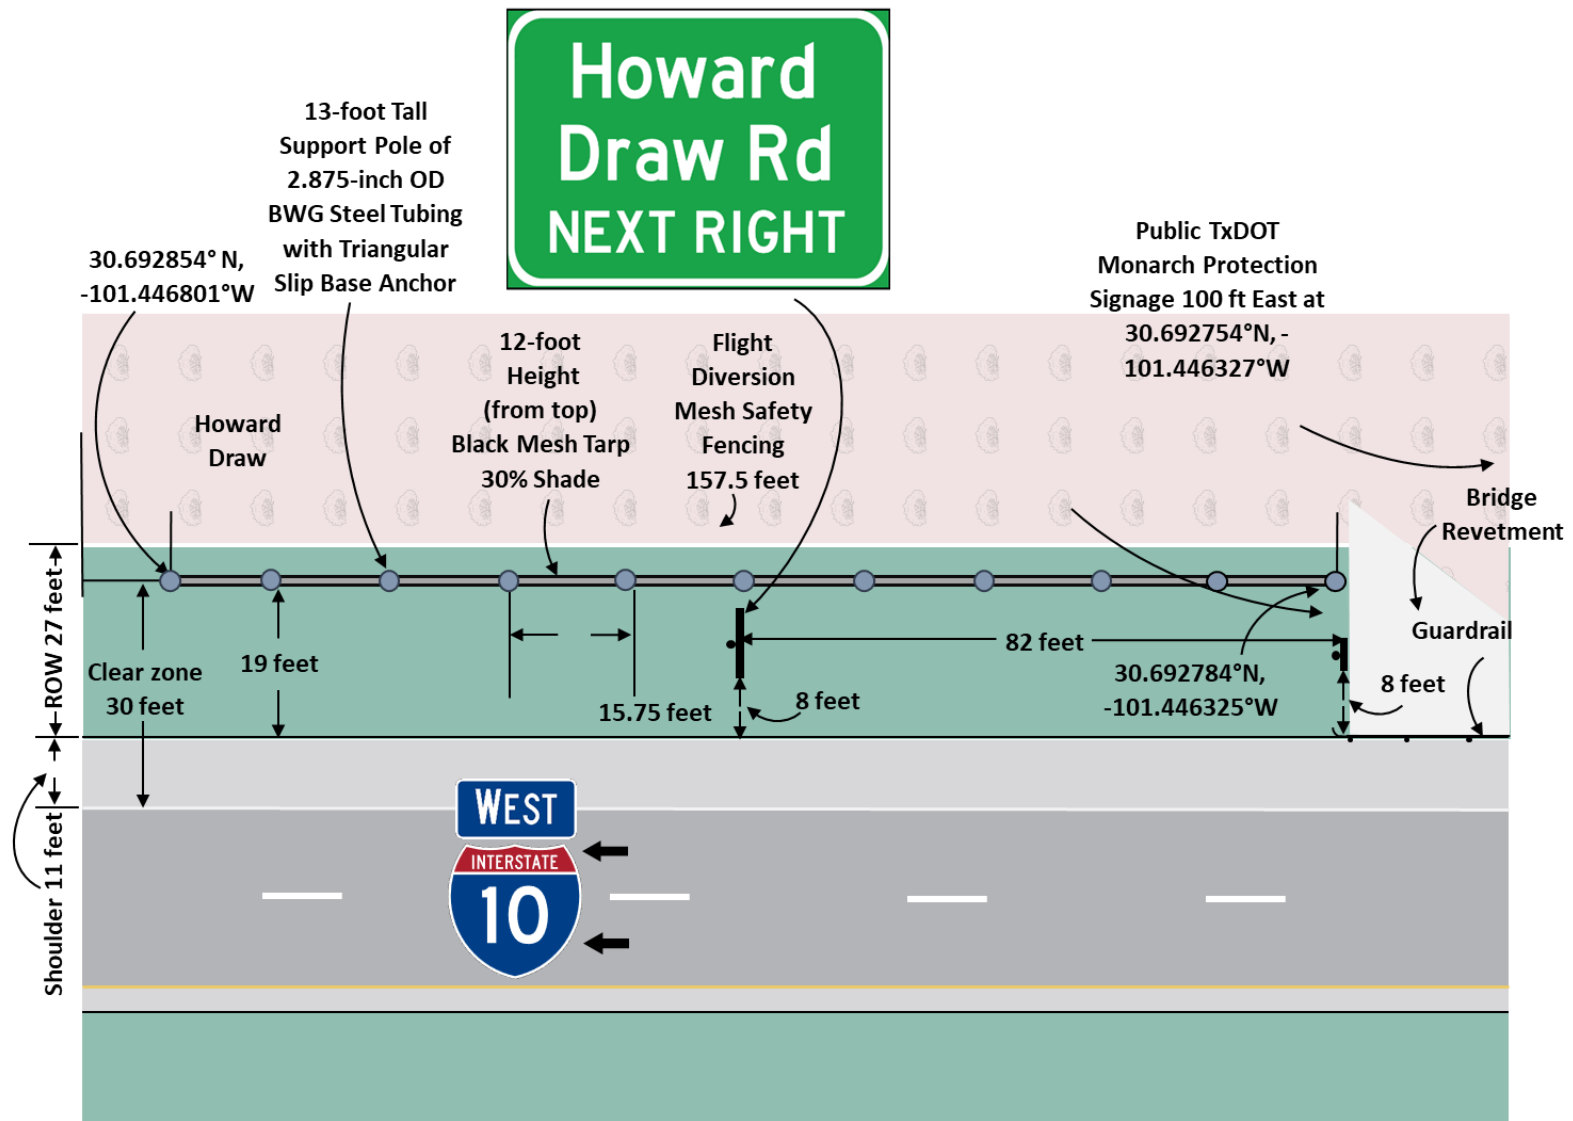 Howard
Draw Rd
NEXT RIGHT
13-foot Tall
Support Pole of
2.875-inch OD
BWG Steel Tubing
with Triangular
Slip Base Anchor
30.692854° N,
-101.446801°W
Public TxDOT
Monarch Protection
Signage 100 ft East at
30.692754°N, -
101.446327°W
12-foot
Height
(from top)
Black Mesh Tarp
30% Shade
Flight
Diversion
Mesh Safety
Fencing
157.5 feet
Howard
Draw
Bridge
Revetment
ROW 27 feet
Clear zone
30 feet
19 feet
15.75 feet
8 feet
82 feet
30.692784°N,
-101.446325°W
Guardrail
8 feet
Shoulder 11 feet
WEST
INTERSTATE
10